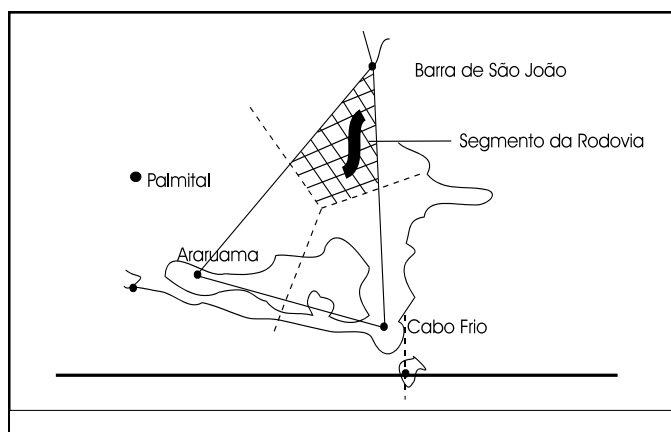 Barra de São João
Segmento da Rodovia
Palmital
Araruama
Cabo Frio